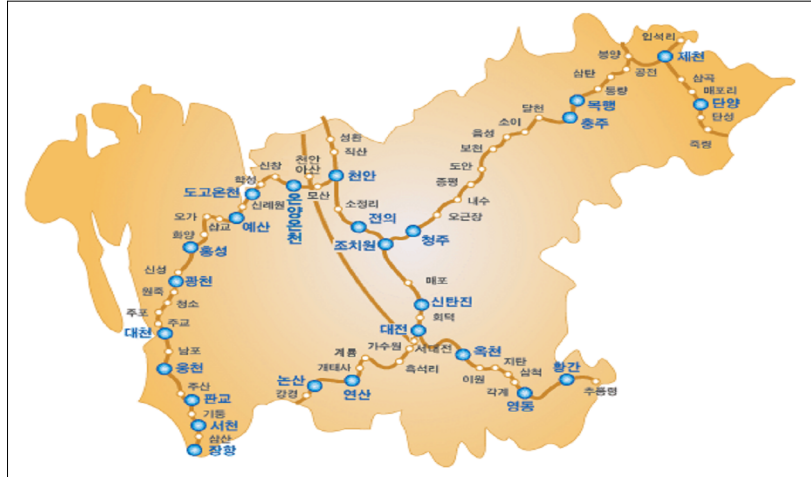 입석리
봉양
제천
공전
삼탄
동량
삼곡
매포리
목행
단양
단성
충주
달천
소이
음성
죽령
보천
도안
증평
내수
오근장
청주
성환
직산
천안
아산
천안
모산
신창
학성
도고온천
온양온천
신례원
예산
소정리
전의
조치원
오가
삽교
화양
홍성
신성
광천
원죽
청소
주포
주교
대천
남포
웅천
주산
판교
기동
서천
삼산
장항
매포
신탄진
회덕
대전
서대전
가수원
흑석리
계룡
개태사
연산
논산
강경
옥천
이원
지탄
심척
각계
영동
황간
추풍령